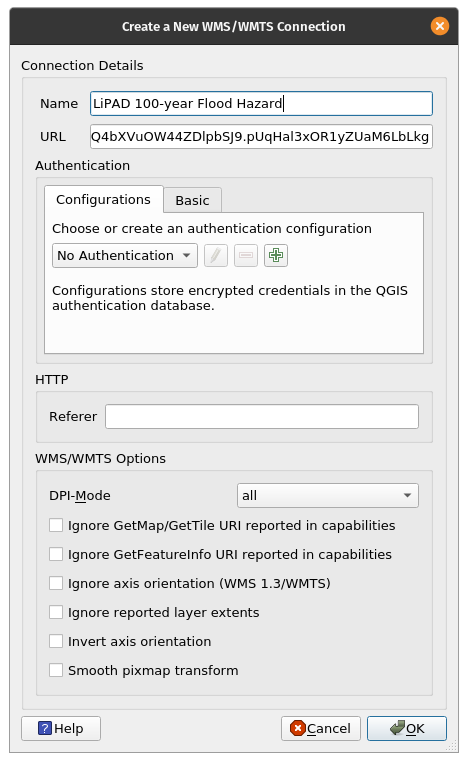 Create a New WMS/WMTS Connection
Connection Details
Name LiPAD 100-year Flood Hazard
URL Q4bXVuOW44ZDlpbSJ9.pUqHal3xOR1yZUaM6LbLkg
Authentication
Configurations Basic
Choose or create an authentication configuration
No Authentication
Configurations store encrypted credentials in the QGIS
authentication database.
HTTP
Referer
WMS/WMTS Options
DPI-Mode all
Ignore GetMap/GetTile URI reported in capabilities
Ignore GetFeatureInfo URI reported in capabilities
Ignore axis orientation (WMS 1.3/WMTS)
Ignore reported layer extents
Invert axis orientation
Smooth pixmap transform
Help Cancel OK